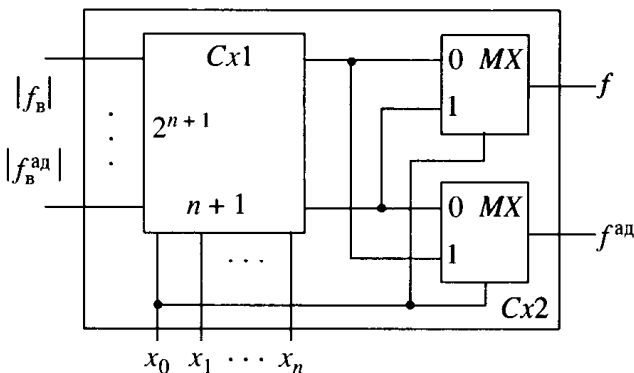 Cx1
0 MX
1
f
|f_в|
2^{n+1}
|f_в^{ад}|
n + 1
0 MX
1
f^{ад}
. . .
Cx2
x_0 x_1 · · · x_n